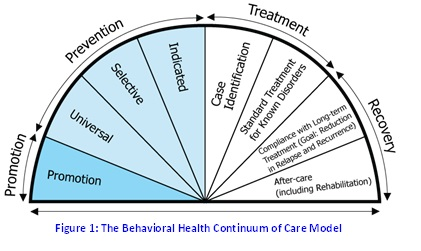 Promotion
Prevention
Treatment
Recovery
Promotion
Universal
Selective
Indicated
Case
Identification
Standard Treatment
for Known Disorders
Compliance with Long-term
Treatment (Goal: Reduction
in Relapse and Recurrence)
After-care
(including Rehabilitation)
Figure 1: The Behavioral Health Continuum of Care Model